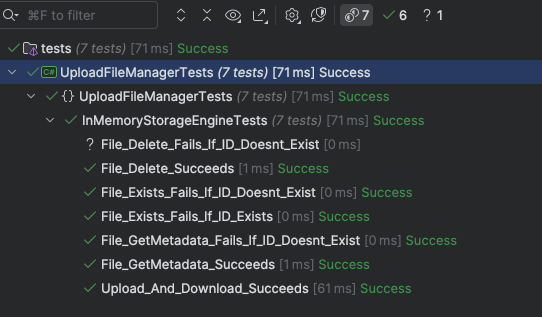 ⌘F to filter 7 6 ? 1
tests (7 tests) [71 ms] Success
C# UploadFileManagerTests (7 tests) [71 ms] Success
{} UploadFileManagerTests (7 tests) [71 ms] Success
InMemoryStorageEngineTests (7 tests) [71 ms] Success
? File_Delete_Fails_If_ID_Doesnt_Exist [0 ms]
File_Delete_Succeeds [1 ms] Success
File_Exists_Fails_If_ID_Doesnt_Exist [0 ms] Success
File_Exists_Fails_If_ID_Exists [0 ms] Success
File_GetMetadata_Fails_If_ID_Doesnt_Exist [0 ms] Success
File_GetMetadata_Succeeds [1 ms] Success
Upload_And_Download_Succeeds [61 ms] Success